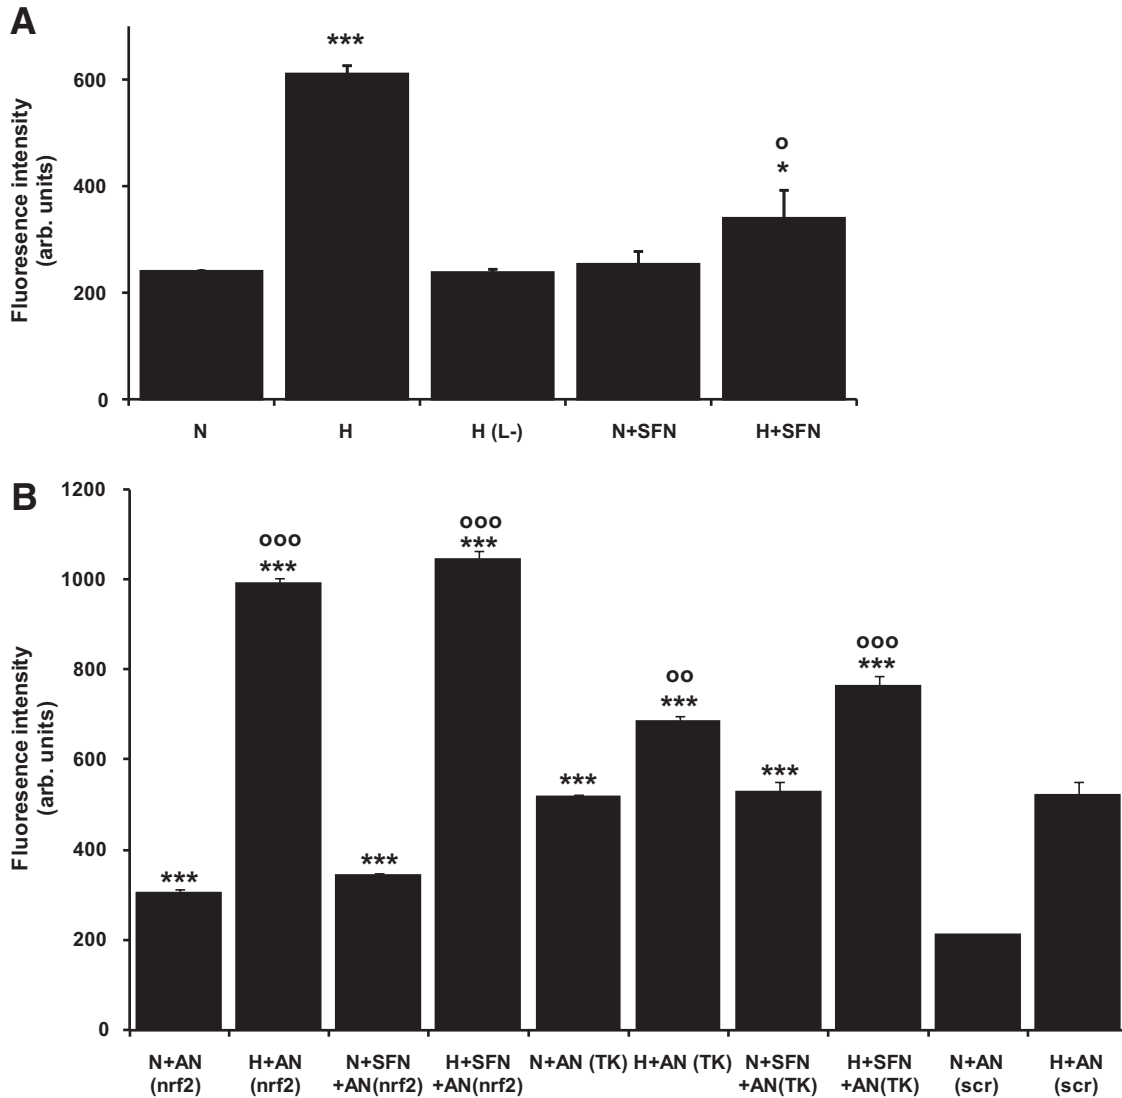 A
Fluoresence intensity
(arb. units)
600
400
200
0
***
o
*
N
H
H (L-)
N+SFN
H+SFN
B
Fluoresence intensity
(arb. units)
1200
1000
800
600
400
200
0
***
ooo
***
***
ooo
***
***
oo
***
***
ooo
***
N+AN
(nrf2)
H+AN
(nrf2)
N+SFN
+AN(nrf2)
H+SFN
+AN(nrf2)
N+AN (TK)
H+AN (TK)
N+SFN
+AN(TK)
H+SFN
+AN(TK)
N+AN
(scr)
H+AN
(scr)